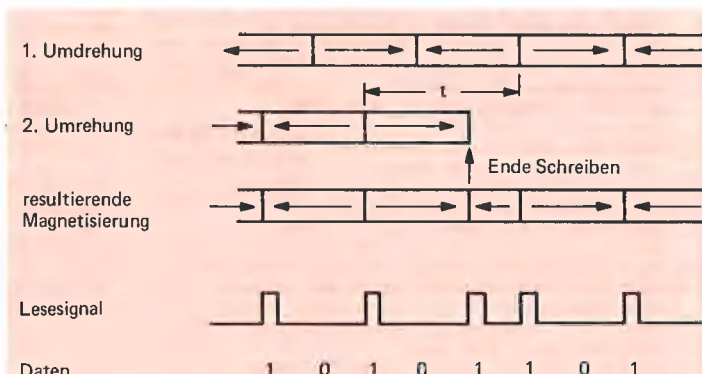 1. Umdrehung
t
2. Umrehung
Ende Schreiben
resultierende
Magnetisierung
Lesesignal
Daten 1 0 1 0 1 1 0 1